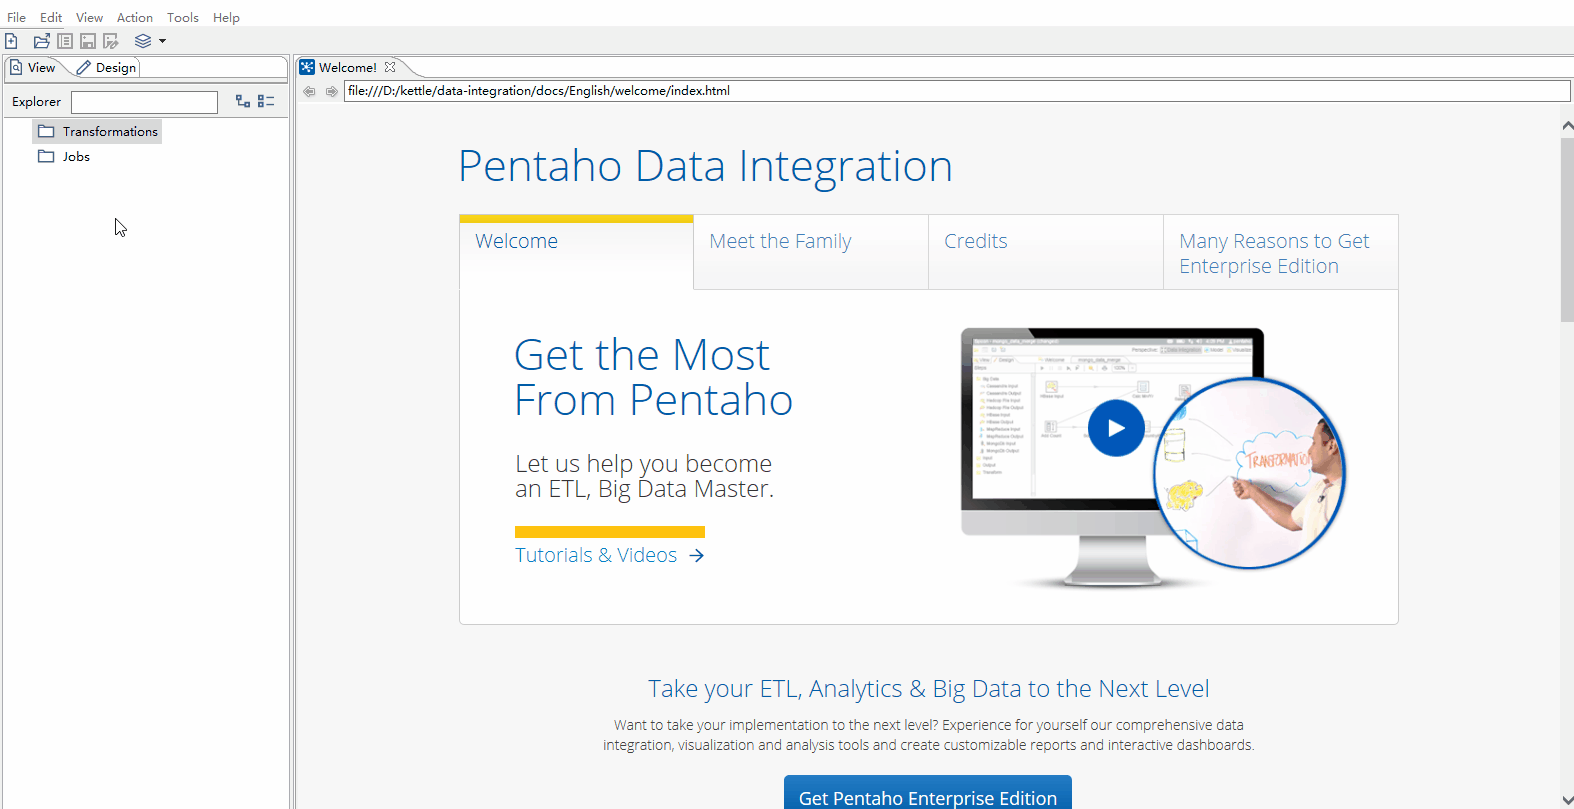 File Edit View Action Tools Help
View Design
Welcome!
Explorer
file:///D:/kettle/data-integration/docs/English/welcome/index.html
Transformations
Jobs
Pentaho Data Integration
Welcome
Meet the Family
Credits
Many Reasons to Get
Enterprise Edition
Get the Most
From Pentaho
Let us help you become
an ETL, Big Data Master.
Tutorials & Videos
TRANSFORMATION
Take your ETL, Analytics & Big Data to the Next Level
Want to take your implementation to the next level? Experience for yourself our comprehensive data
integration, visualization and analysis tools and create customizable reports and interactive dashboards.
Get Pentaho Enterprise Edition